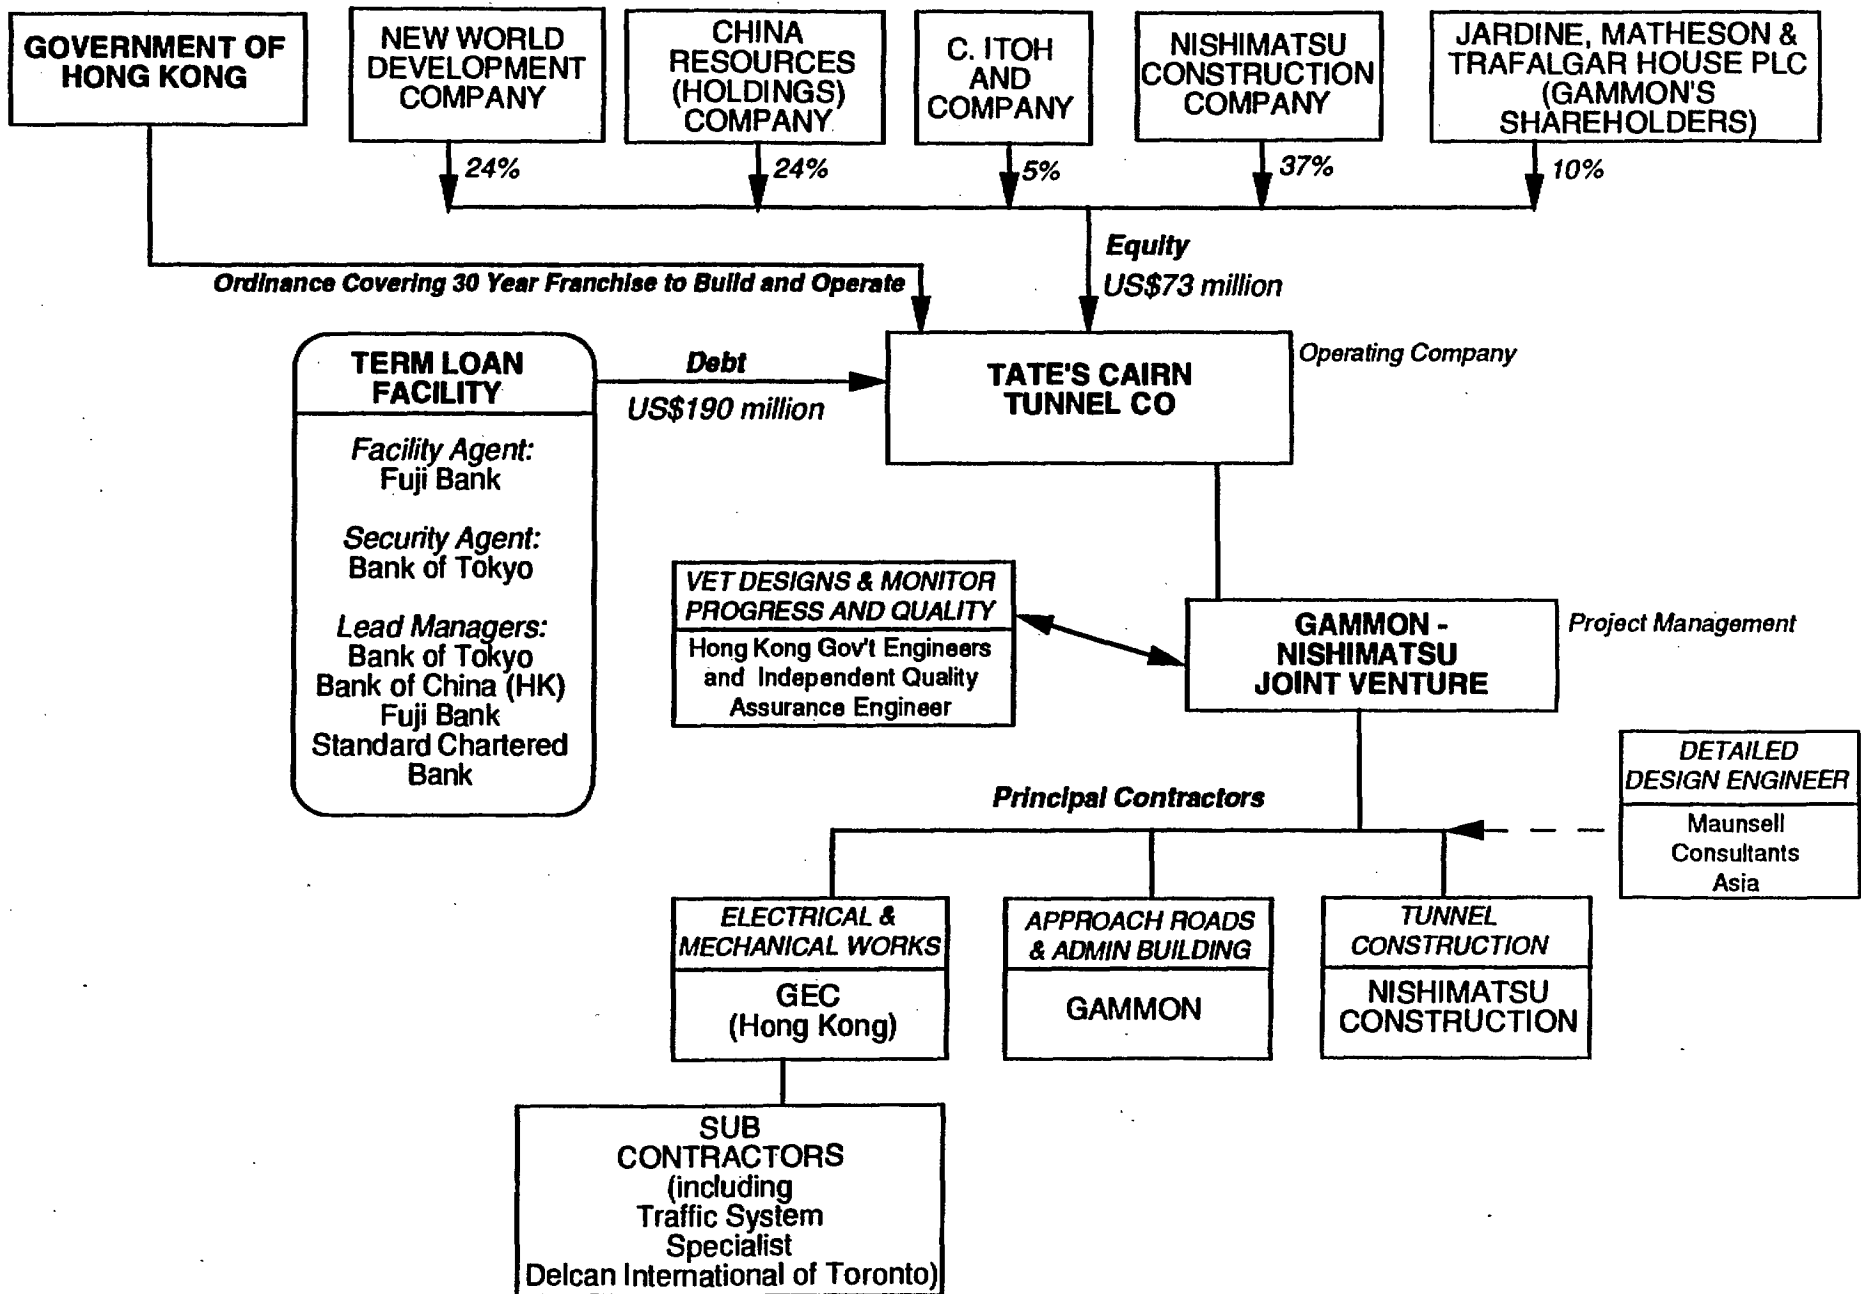 GOVERNMENT OF
HONG KONG
NEW WORLD
DEVELOPMENT
COMPANY
CHINA
RESOURCES
(HOLDINGS)
COMPANY
C. ITOH
AND
COMPANY
NISHIMATSU
CONSTRUCTION
COMPANY
JARDINE, MATHESON &
TRAFALGAR HOUSE PLC
(GAMMON'S
SHAREHOLDERS)
24%
24%
5%
37%
10%
Equity
US$73 million
Ordinance Covering 30 Year Franchise to Build and Operate
TERM LOAN
FACILITY
Facility Agent:
Fuji Bank
Security Agent:
Bank of Tokyo
Lead Managers:
Bank of Tokyo
Bank of China (HK)
Fuji Bank
Standard Chartered
Bank
Debt
US$190 million
TATE'S CAIRN
TUNNEL CO
Operating Company
VET DESIGNS & MONITOR
PROGRESS AND QUALITY
Hong Kong Gov't Engineers
and Independent Quality
Assurance Engineer
GAMMON -
NISHIMATSU
JOINT VENTURE
Project Management
DETAILED
DESIGN ENGINEER
Maunsell
Consultants
Asia
Principal Contractors
ELECTRICAL &
MECHANICAL WORKS
GEC
(Hong Kong)
APPROACH ROADS
& ADMIN BUILDING
GAMMON
TUNNEL
CONSTRUCTION
NISHIMATSU
CONSTRUCTION
SUB
CONTRACTORS
(including
Traffic System
Specialist
Delcan International of Toronto)